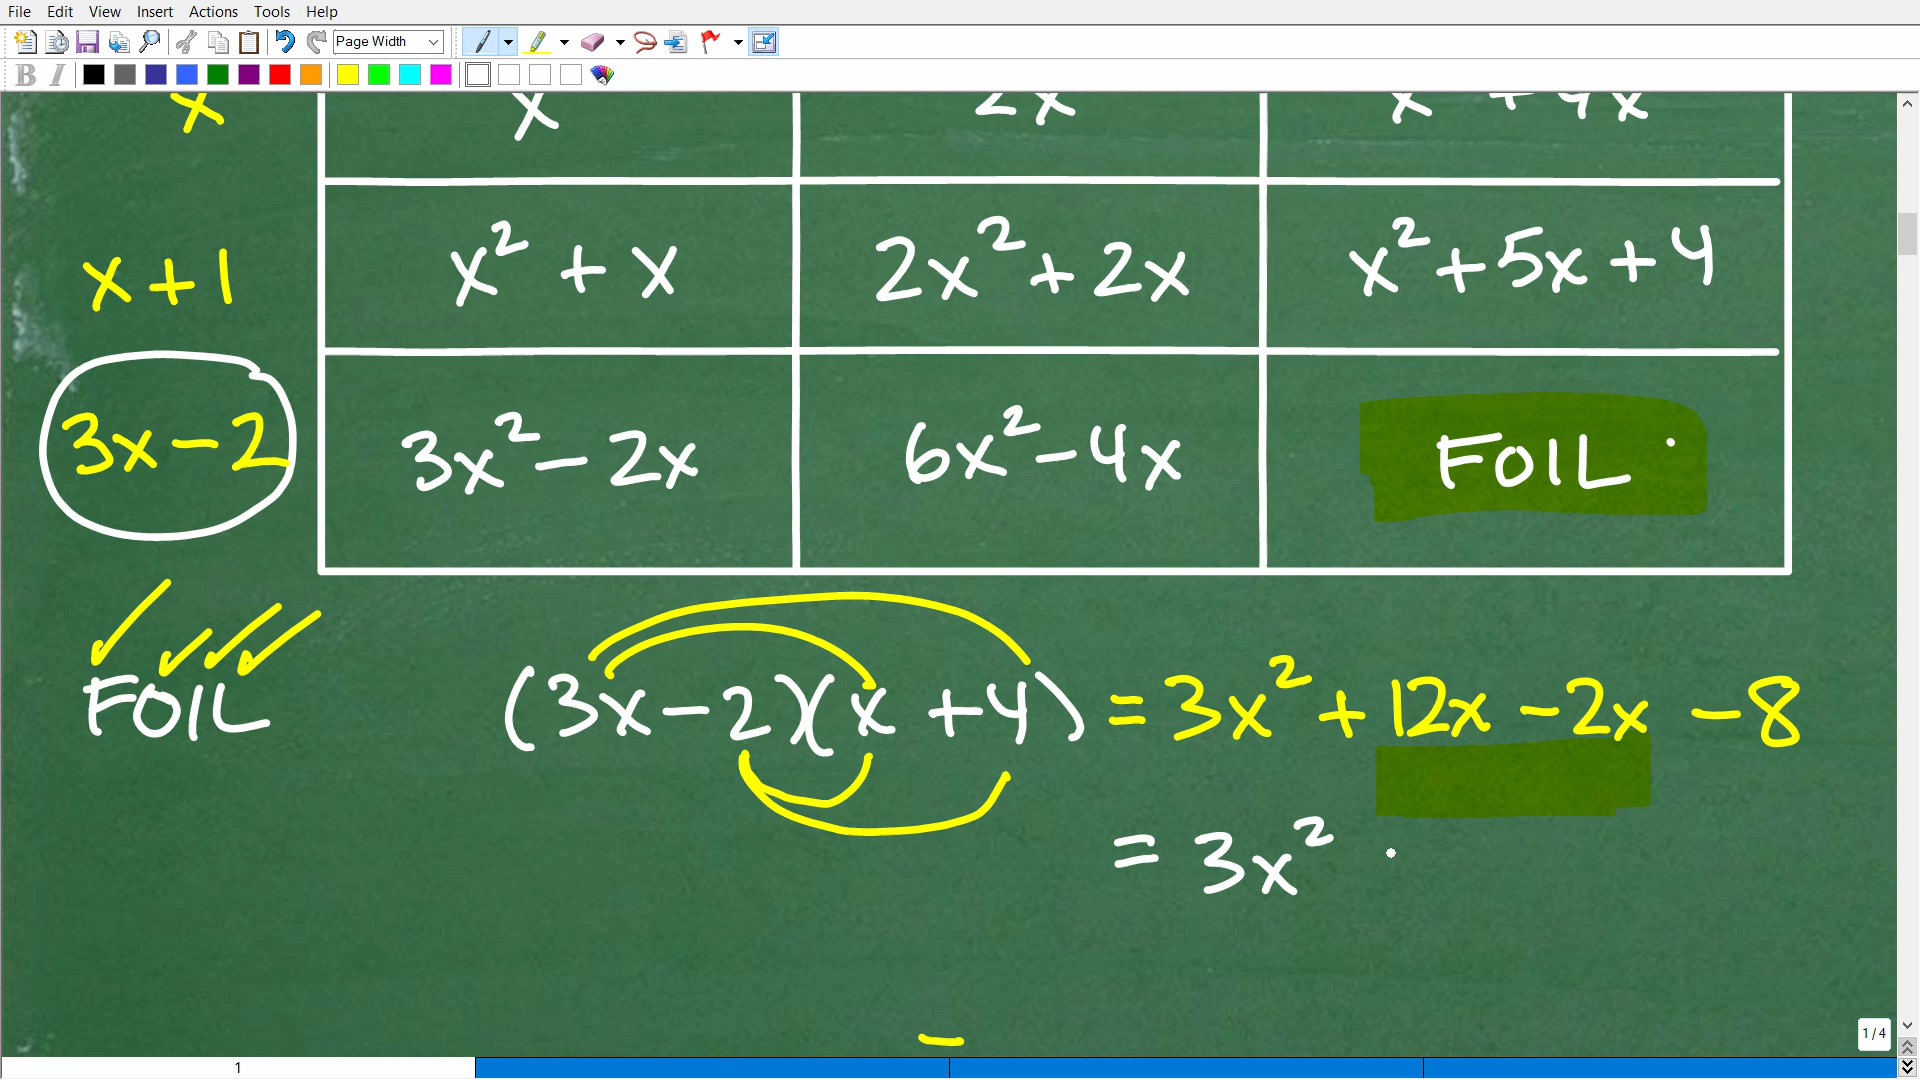 File Edit View Insert Actions Tools Help
Page Width
B I
x x 2x x + 4x
x + 1 x² + x 2x² + 2x x² + 5x + 4
3x - 2 3x² - 2x 6x² - 4x FOIL
FOIL (3x - 2)(x + 4) = 3x² + 12x - 2x - 8
= 3x²
1 / 4
1